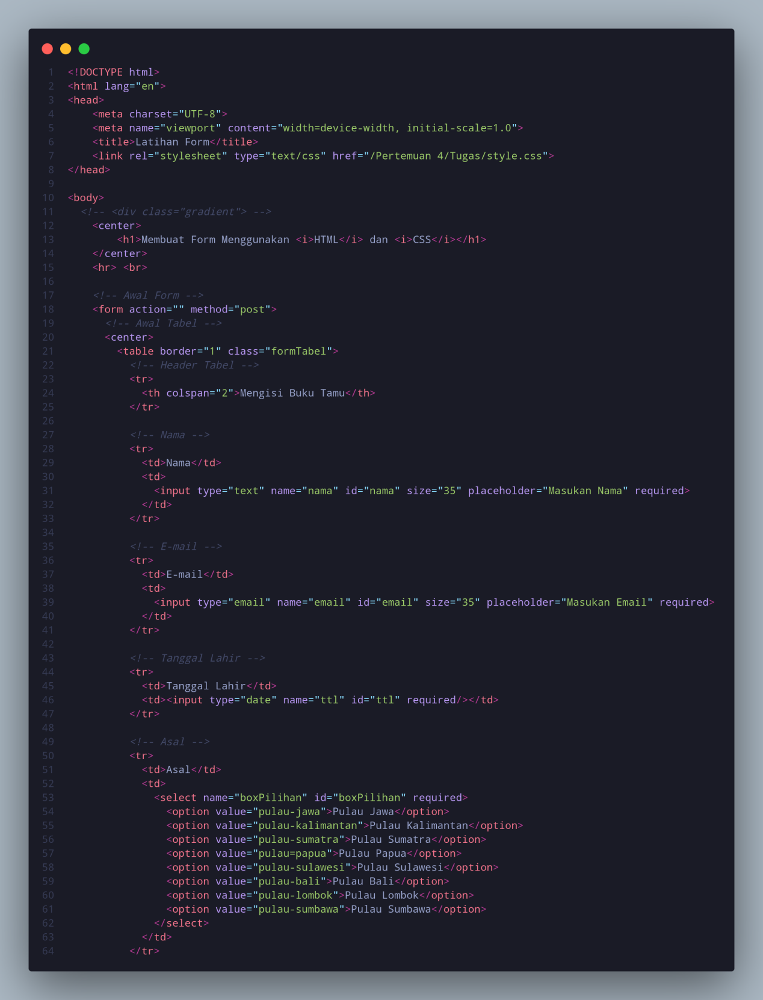 1 <!DOCTYPE html>
2 <html lang="en">
3 <head>
4     <meta charset="UTF-8">
5     <meta name="viewport" content="width=device-width, initial-scale=1.0">
6     <title>Latihan Form</title>
7     <link rel="stylesheet" type="text/css" href="/Pertemuan 4/Tugas/style.css">
8 </head>
9
10 <body>
11   <!-- <div class="gradient"> -->
12     <center>
13         <h1>Membuat Form Menggunakan <i>HTML</i> dan <i>CSS</i></h1>
14     </center>
15     <hr> <br>
16
17     <!-- Awal Form -->
18     <form action="" method="post">
19       <!-- Awal Tabel -->
20       <center>
21         <table border="1" class="formTabel">
22           <!-- Header Tabel -->
23           <tr>
24             <th colspan="2">Mengisi Buku Tamu</th>
25           </tr>
26
27           <!-- Nama -->
28           <tr>
29             <td>Nama</td>
30             <td>
31               <input type="text" name="nama" id="nama" size="35" placeholder="Masukan Nama" required>
32             </td>
33           </tr>
34
35           <!-- E-mail -->
36           <tr>
37             <td>E-mail</td>
38             <td>
39               <input type="email" name="email" id="email" size="35" placeholder="Masukan Email" required>
40             </td>
41           </tr>
42
43           <!-- Tanggal Lahir -->
44           <tr>
45             <td>Tanggal Lahir</td>
46             <td><input type="date" name="ttl" id="ttl" required/></td>
47           </tr>
48
49           <!-- Asal -->
50           <tr>
51             <td>Asal</td>
52             <td>
53               <select name="boxPilihan" id="boxPilihan" required>
54                 <option value="pulau-jawa">Pulau Jawa</option>
55                 <option value="pulau-kalimantan">Pulau Kalimantan</option>
56                 <option value="pulau-sumatra">Pulau Sumatra</option>
57                 <option value="pulau=papua">Pulau Papua</option>
58                 <option value="pulau-sulawesi">Pulau Sulawesi</option>
59                 <option value="pulau-bali">Pulau Bali</option>
60                 <option value="pulau-lombok">Pulau Lombok</option>
61                 <option value="pulau-sumbawa">Pulau Sumbawa</option>
62               </select>
63             </td>
64           </tr>